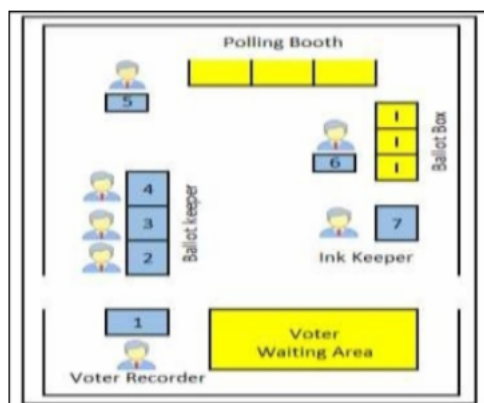 Polling Booth
5
I
I
I
Ballot Box
6
4
3
2
Ballot keeper
7
Ink Keeper
1
Voter Recorder
Voter
Waiting Area